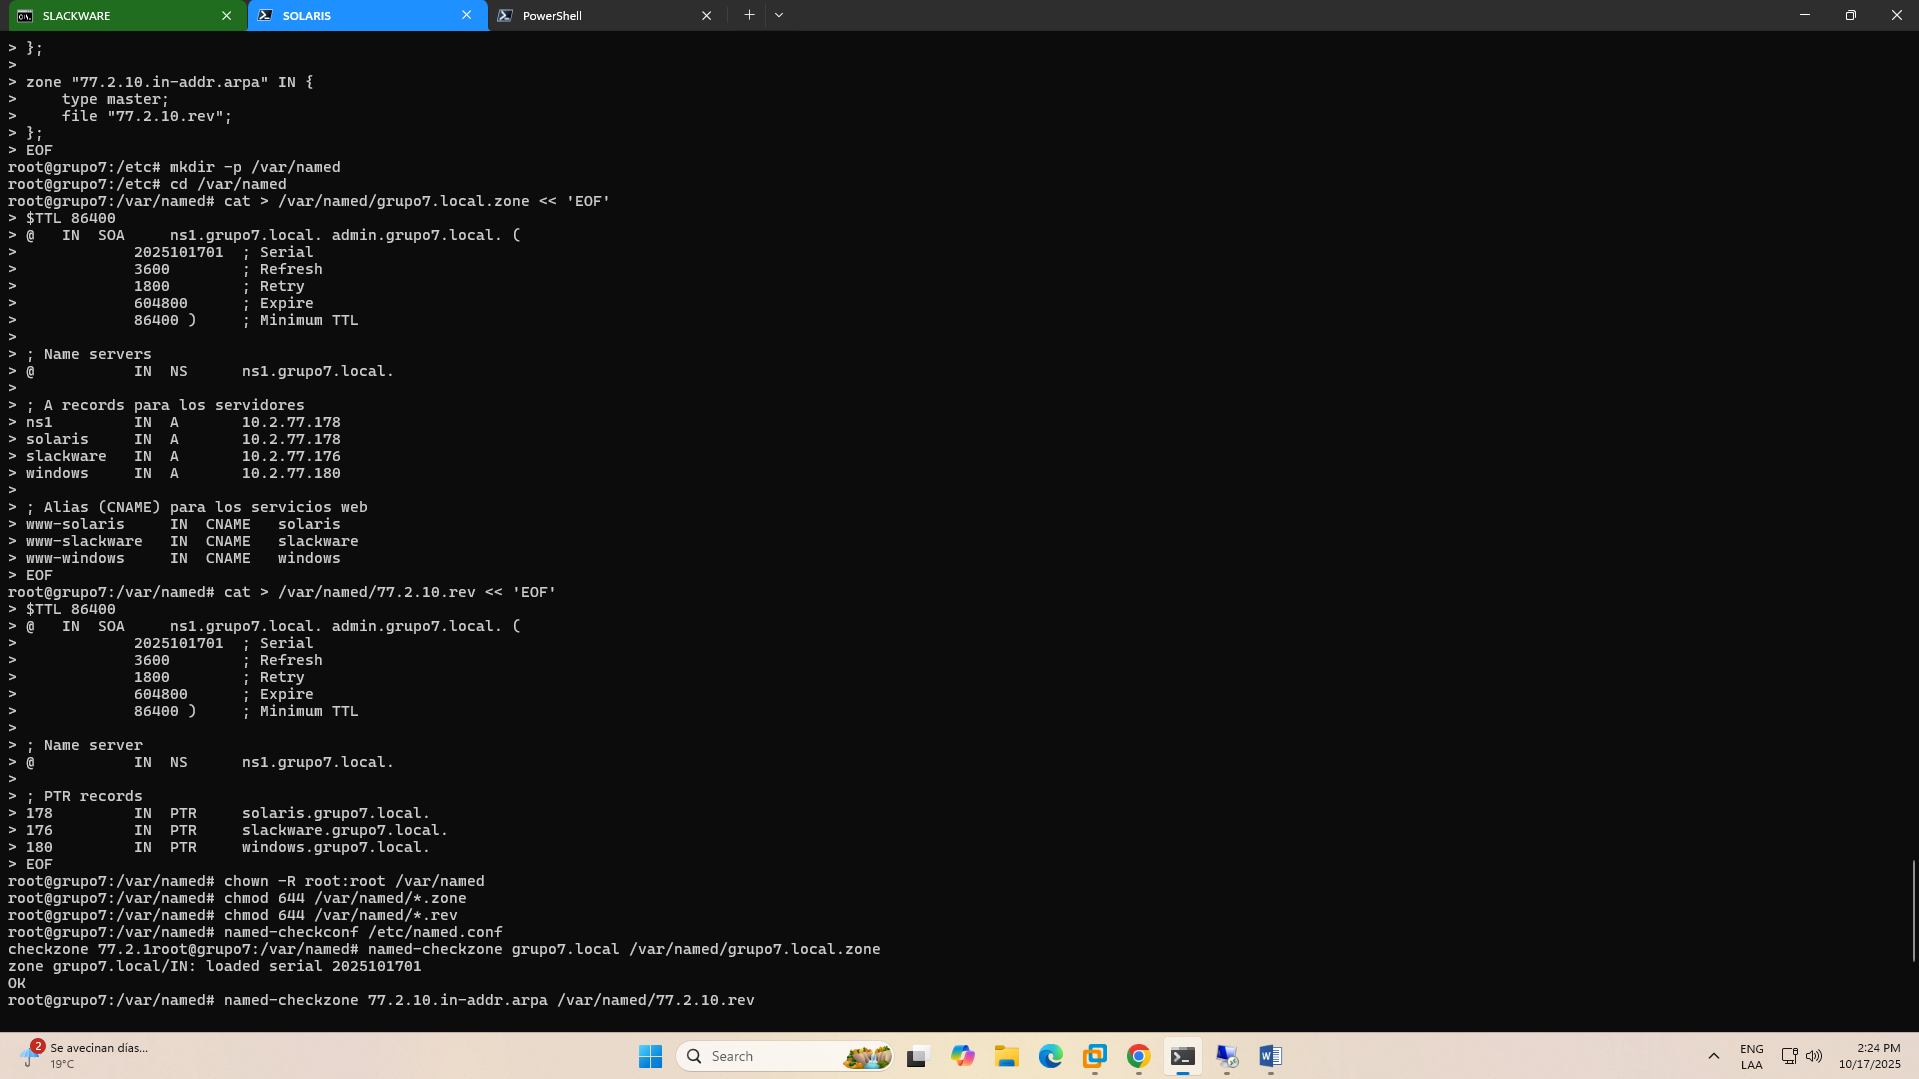 SLACKWARE
SOLARIS
PowerShell
> };
>
> zone "77.2.10.in-addr.arpa" IN {
>     type master;
>     file "77.2.10.rev";
> };
> EOF
root@grupo7:/etc# mkdir -p /var/named
root@grupo7:/etc# cd /var/named
root@grupo7:/var/named# cat > /var/named/grupo7.local.zone << 'EOF'
> $TTL 86400
> @   IN  SOA     ns1.grupo7.local. admin.grupo7.local. (
>             2025101701  ; Serial
>             3600        ; Refresh
>             1800        ; Retry
>             604800      ; Expire
>             86400 )     ; Minimum TTL
>
> ; Name servers
> @           IN  NS      ns1.grupo7.local.
>
> ; A records para los servidores
> ns1         IN  A       10.2.77.178
> solaris     IN  A       10.2.77.178
> slackware   IN  A       10.2.77.176
> windows     IN  A       10.2.77.180
>
> ; Alias (CNAME) para los servicios web
> www-solaris     IN  CNAME   solaris
> www-slackware   IN  CNAME   slackware
> www-windows     IN  CNAME   windows
> EOF
root@grupo7:/var/named# cat > /var/named/77.2.10.rev << 'EOF'
> $TTL 86400
> @   IN  SOA     ns1.grupo7.local. admin.grupo7.local. (
>             2025101701  ; Serial
>             3600        ; Refresh
>             1800        ; Retry
>             604800      ; Expire
>             86400 )     ; Minimum TTL
>
> ; Name server
> @           IN  NS      ns1.grupo7.local.
>
> ; PTR records
> 178         IN  PTR     solaris.grupo7.local.
> 176         IN  PTR     slackware.grupo7.local.
> 180         IN  PTR     windows.grupo7.local.
> EOF
root@grupo7:/var/named# chown -R root:root /var/named
root@grupo7:/var/named# chmod 644 /var/named/*.zone
root@grupo7:/var/named# chmod 644 /var/named/*.rev
root@grupo7:/var/named# named-checkconf /etc/named.conf
checkzone 77.2.1root@grupo7:/var/named# named-checkzone grupo7.local /var/named/grupo7.local.zone
zone grupo7.local/IN: loaded serial 2025101701
OK
root@grupo7:/var/named# named-checkzone 77.2.10.in-addr.arpa /var/named/77.2.10.rev
2
Se avecinan días...
19°C
Search
ENG
LAA
2:24 PM
10/17/2025